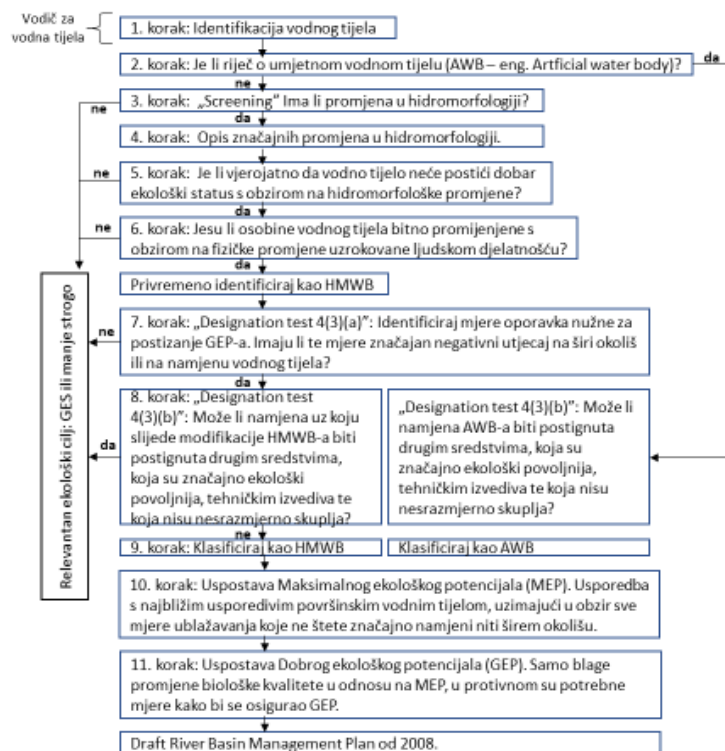 Vodič za
vodna tijela
1. korak: Identifikacija vodnog tijela
2. korak: Je li riječ o umjetnom vodnom tijelu (AWB – eng. Artficial water body)?
da
ne
3. korak: „Screening" Ima li promjena u hidromorfologiji?
ne
da
4. korak: Opis značajnih promjena u hidromorfologiji.
5. korak: Je li vjerojatno da vodno tijelo neće postići dobar
ekološki status s obzirom na hidromorfološke promjene?
ne
da
6. korak: Jesu li osobine vodnog tijela bitno promijenjene s
obzirom na fizičke promjene uzrokovane ljudskom djelatnošću?
ne
da
Privremeno identificiraj kao HMWB
7. korak: „Designation test 4(3)(a)": Identificiraj mjere oporavka nužne za
postizanje GEP-a. Imaju li te mjere značajan negativni utjecaj na širi okoliš
ili na namjenu vodnog tijela?
ne
da
8. korak: „Designation test
4(3)(b)": Može li namjena uz koju
slijede modifikacije HMWB-a biti
postignuta drugim sredstvima,
koja su značajno ekološki
povoljnija, tehničkim izvediva te
koja nisu nesrazmjerno skuplja?
da
„Designation test 4(3)(b)": Može li
namjena AWB-a biti postignuta
drugim sredstvima, koja su
značajno ekološki povoljnija,
tehničkim izvediva te koja nisu
nesrazmjerno skuplja?
ne
9. korak: Klasificiraj kao HMWB
Klasificiraj kao AWB
Relevantan ekološki cilj: GES ili manje strogo
10. korak: Uspostava Maksimalnog ekološkog potencijala (MEP). Usporedba
s najbližim usporedivim površinskim vodnim tijelom, uzimajući u obzir sve
mjere ublažavanja koje ne štete značajno namjeni niti širem okolišu.
11. korak: Uspostava Dobrog ekološkog potencijala (GEP). Samo blage
promjene biološke kvalitete u odnosu na MEP, u protivnom su potrebne
mjere kako bi se osigurao GEP.
Draft River Basin Management Plan od 2008.